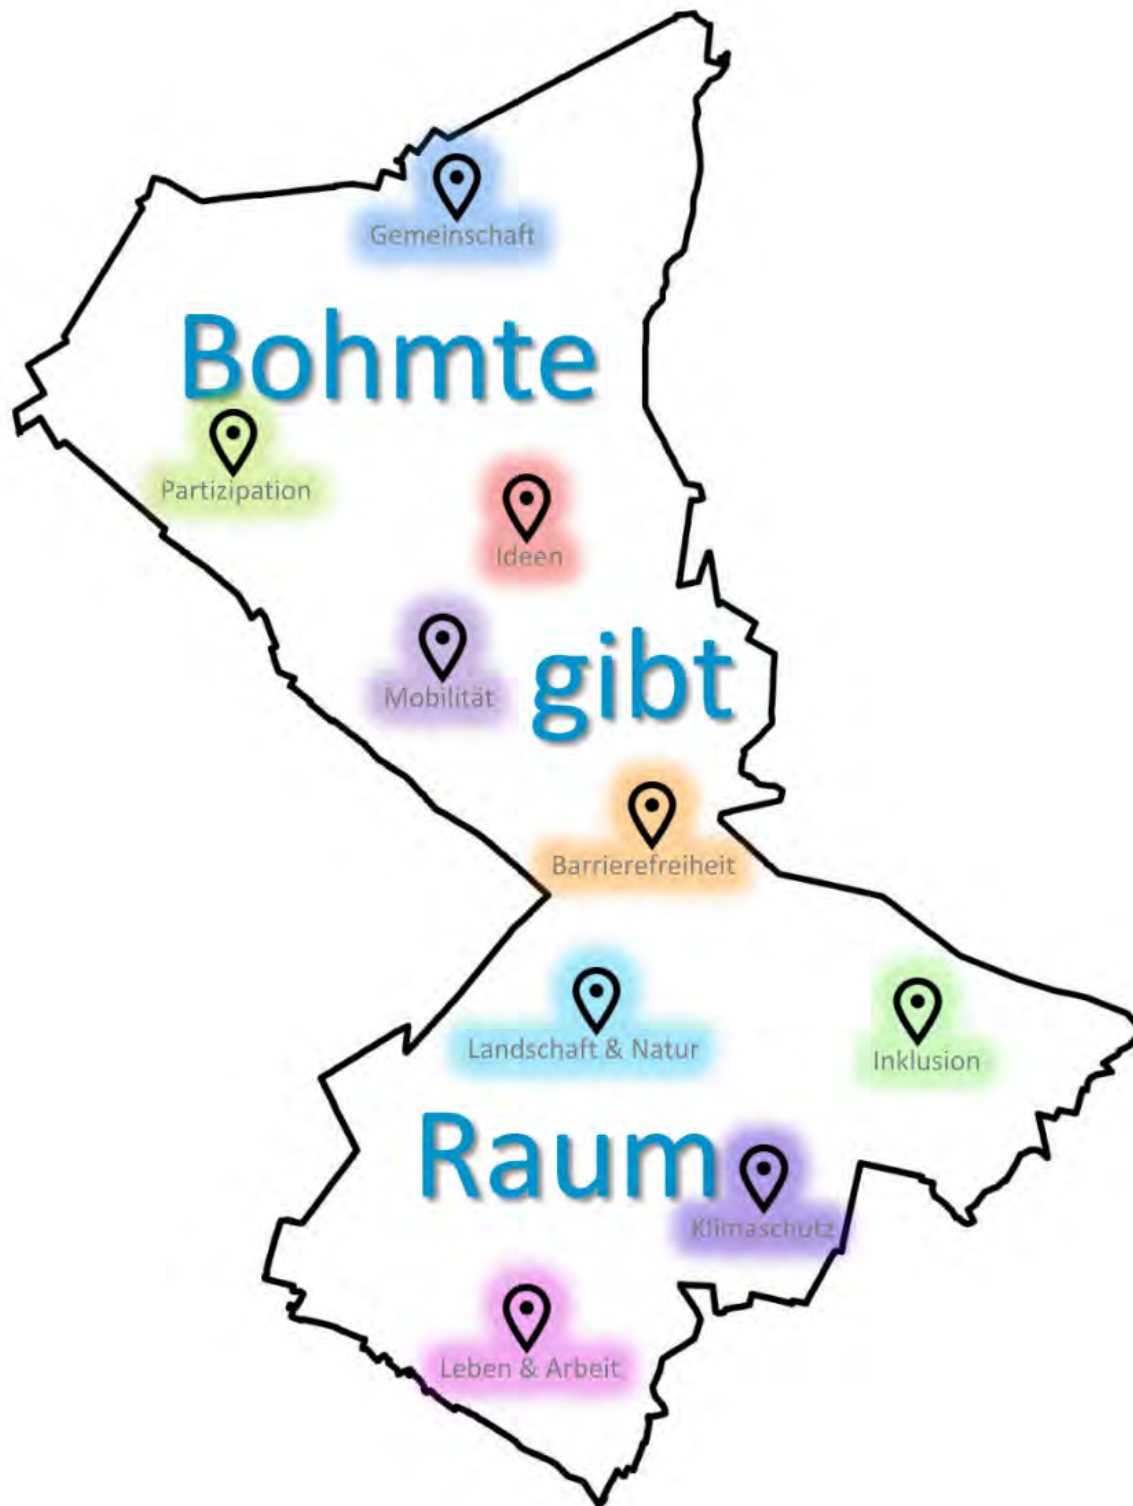 Gemeinschaft
Bohmte
Partizipation
Ideen
Mobilität
gibt
Barrierefreiheit
Landschaft & Natur
Inklusion
Raum
Klimaschutz
Leben & Arbeit